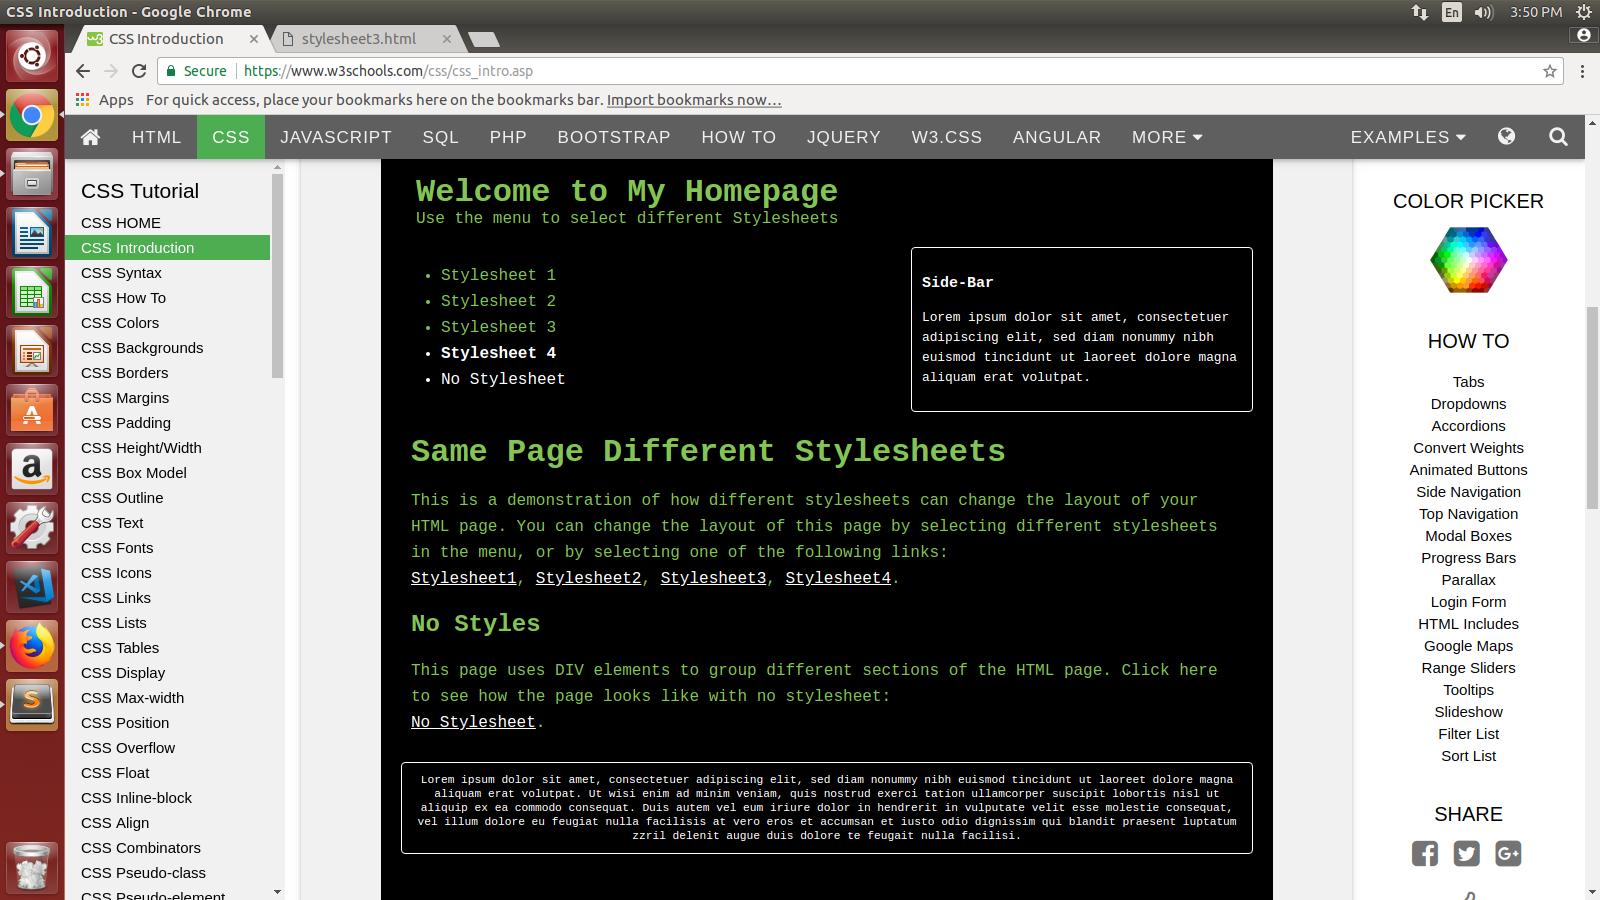 CSS Introduction - Google Chrome
En
3:50 PM
CSS Introduction
stylesheet3.html
Secure
https://www.w3schools.com/css/css_intro.asp
Apps
For quick access, place your bookmarks here on the bookmarks bar. Import bookmarks now...
HTML
CSS
JAVASCRIPT
SQL
PHP
BOOTSTRAP
HOW TO
JQUERY
W3.CSS
ANGULAR
MORE
EXAMPLES
CSS Tutorial
CSS HOME
CSS Introduction
CSS Syntax
CSS How To
CSS Colors
CSS Backgrounds
CSS Borders
CSS Margins
CSS Padding
CSS Height/Width
CSS Box Model
CSS Outline
CSS Text
CSS Fonts
CSS Icons
CSS Links
CSS Lists
CSS Tables
CSS Display
CSS Max-width
CSS Position
CSS Overflow
CSS Float
CSS Inline-block
CSS Align
CSS Combinators
CSS Pseudo-class
CSS Pseudo-element
Welcome to My Homepage
Use the menu to select different Stylesheets
Stylesheet 1
Stylesheet 2
Stylesheet 3
Stylesheet 4
No Stylesheet
Side-Bar
Lorem ipsum dolor sit amet, consectetuer
adipiscing elit, sed diam nonummy nibh
euismod tincidunt ut laoreet dolore magna
aliquam erat volutpat.
Same Page Different Stylesheets
This is a demonstration of how different stylesheets can change the layout of your
HTML page. You can change the layout of this page by selecting different stylesheets
in the menu, or by selecting one of the following links:
Stylesheet1, Stylesheet2, Stylesheet3, Stylesheet4.
No Styles
This page uses DIV elements to group different sections of the HTML page. Click here
to see how the page looks like with no stylesheet:
No Stylesheet.
Lorem ipsum dolor sit amet, consectetuer adipiscing elit, sed diam nonummy nibh euismod tincidunt ut laoreet dolore magna
aliquam erat volutpat. Ut wisi enim ad minim veniam, quis nostrud exerci tation ullamcorper suscipit lobortis nisl ut
aliquip ex ea commodo consequat. Duis autem vel eum iriure dolor in hendrerit in vulputate velit esse molestie consequat,
vel illum dolore eu feugiat nulla facilisis at vero eros et accumsan et iusto odio dignissim qui blandit praesent luptatum
zzril delenit augue duis dolore te feugait nulla facilisi.
COLOR PICKER
HOW TO
Tabs
Dropdowns
Accordions
Convert Weights
Animated Buttons
Side Navigation
Top Navigation
Modal Boxes
Progress Bars
Parallax
Login Form
HTML Includes
Google Maps
Range Sliders
Tooltips
Slideshow
Filter List
Sort List
SHARE